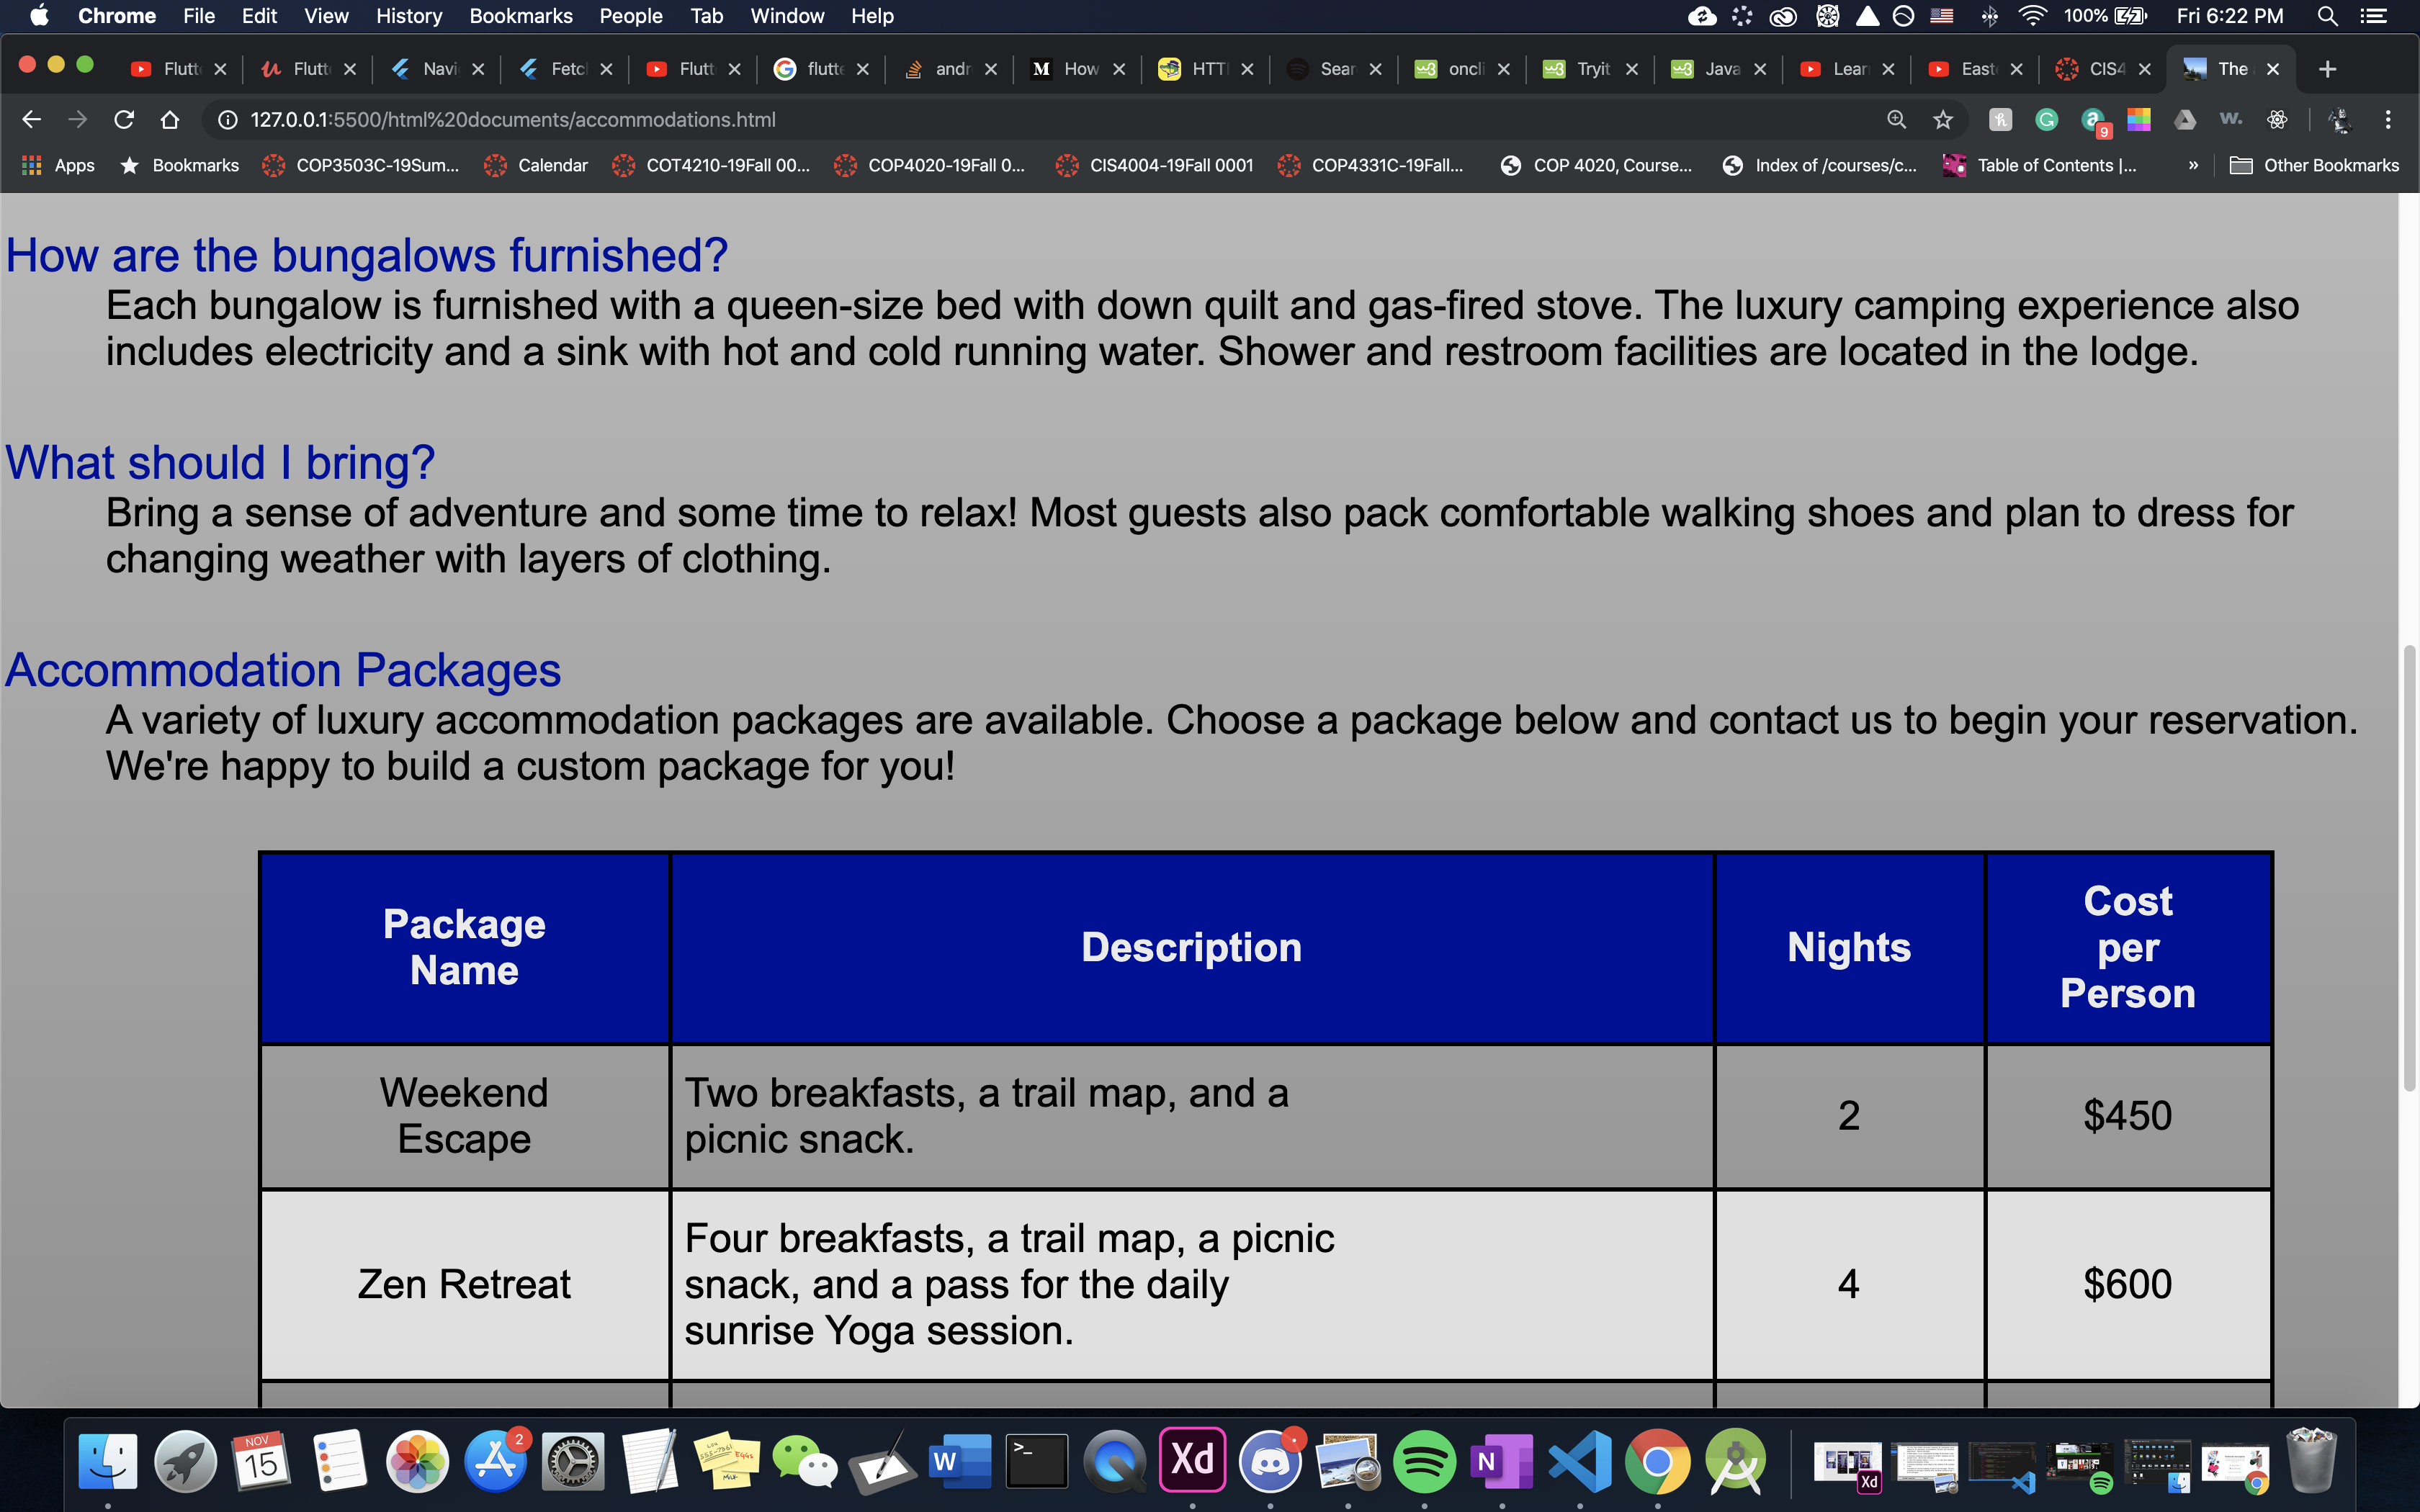 Chrome File Edit View History Bookmarks People Tab Window Help 100% Fri 6:22 PM
Flutt Flutt Navi Fetcl Flutt flutte andr How HTTI Sear oncli Tryit Java Lear East CIS4 The
127.0.0.1:5500/html%20documents/accommodations.html 9
Apps Bookmarks COP3503C-19Sum... Calendar COT4210-19Fall 00... COP4020-19Fall 0... CIS4004-19Fall 0001 COP4331C-19Fall... COP 4020, Course... Index of /courses/c... Table of Contents |... » Other Bookmarks
How are the bungalows furnished?
Each bungalow is furnished with a queen-size bed with down quilt and gas-fired stove. The luxury camping experience also
includes electricity and a sink with hot and cold running water. Shower and restroom facilities are located in the lodge.
What should I bring?
Bring a sense of adventure and some time to relax! Most guests also pack comfortable walking shoes and plan to dress for
changing weather with layers of clothing.
Accommodation Packages
A variety of luxury accommodation packages are available. Choose a package below and contact us to begin your reservation.
We're happy to build a custom package for you!
Package
Name
Description
Nights
Cost
per
Person
Weekend
Escape
Two breakfasts, a trail map, and a
picnic snack.
2
$450
Zen Retreat
Four breakfasts, a trail map, a picnic
snack, and a pass for the daily
sunrise Yoga session.
4
$600
NOV
15
2
W
>_
Xd
N
Xd